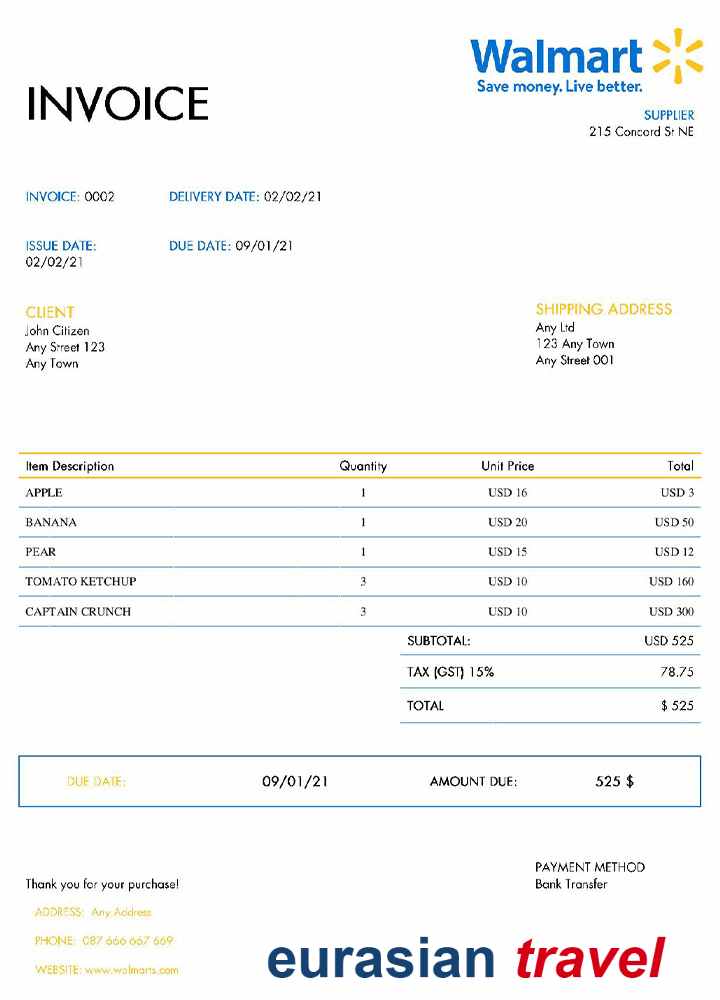 Walmart
Save money. Live better.
INVOICE
SUPPLIER
215 Concord St NE
INVOICE: 0002 DELIVERY DATE: 02/02/21
ISSUE DATE: DUE DATE: 09/01/21
02/02/21
CLIENT
John Citizen
Any Street 123
Any Town
SHIPPING ADDRESS
Any Ltd
123 Any Town
Any Street 001
Item Description Quantity Unit Price Total
APPLE 1 USD 16 USD 3
BANANA 1 USD 20 USD 50
PEAR 1 USD 15 USD 12
TOMATO KETCHUP 3 USD 10 USD 160
CAPTAIN CRUNCH 3 USD 10 USD 300
SUBTOTAL: USD 525
TAX (GST) 15% 78.75
TOTAL $ 525
DUE DATE: 09/01/21 AMOUNT DUE: 525 $
PAYMENT METHOD
Bank Transfer
Thank you for your purchase!
ADDRESS: Any Address
PHONE: 087 666 667 669
WEBSITE: www.walmarts.com
eurasian travel